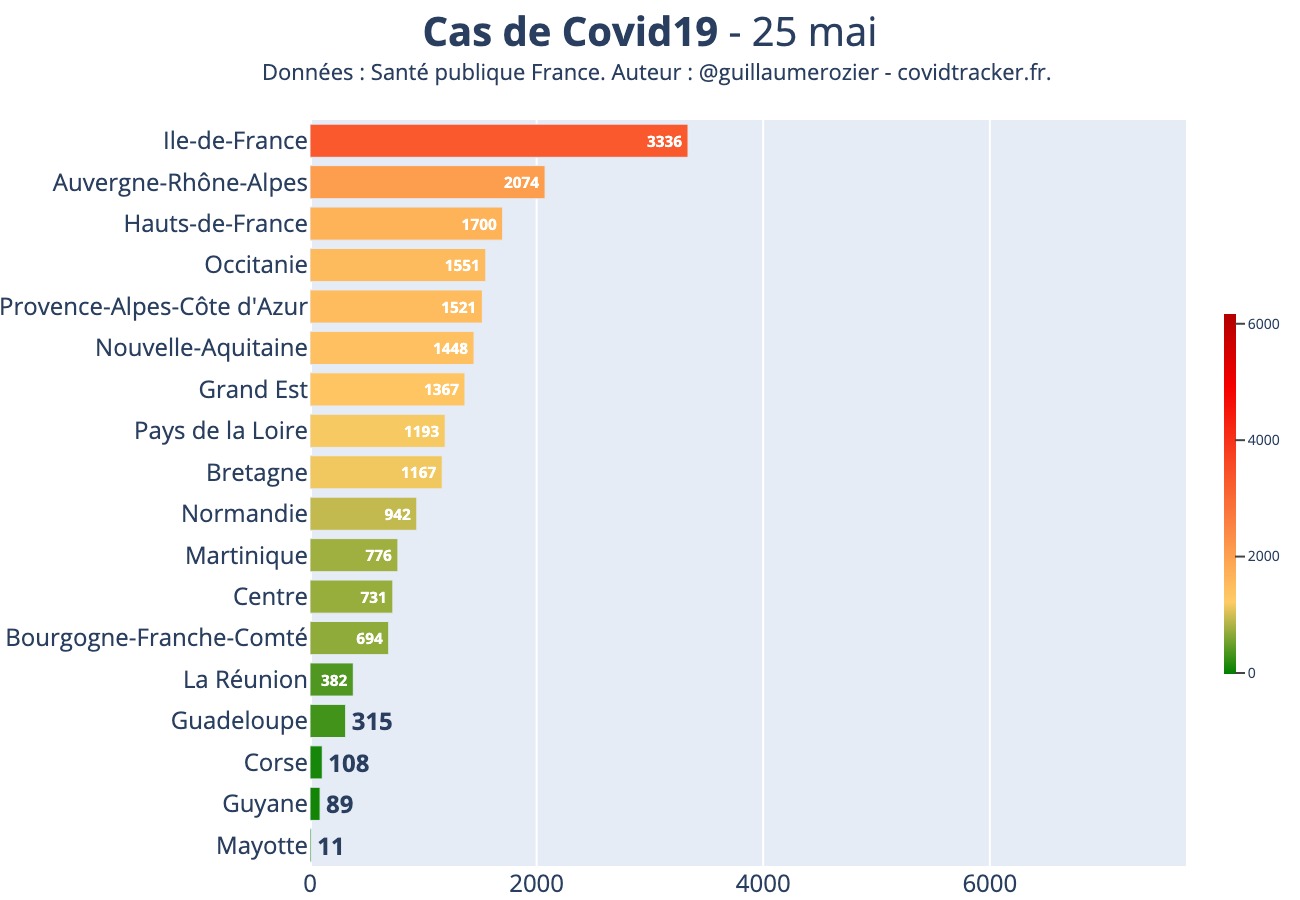 Cas de Covid19 - 25 mai
Données : Santé publique France. Auteur : @guillaumerozier - covidtracker.fr.
Ile-de-France 3336
Auvergne-Rhône-Alpes 2074
Hauts-de-France 1700
Occitanie 1551
Provence-Alpes-Côte d'Azur 1521
Nouvelle-Aquitaine 1448
Grand Est 1367
Pays de la Loire 1193
Bretagne 1167
Normandie 942
Martinique 776
Centre 731
Bourgogne-Franche-Comté 694
La Réunion 382
Guadeloupe 315
Corse 108
Guyane 89
Mayotte 11
0 2000 4000 6000
6000
4000
2000
0